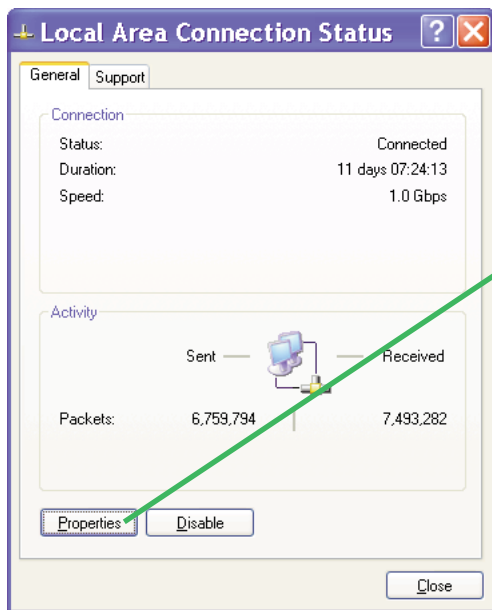 Local Area Connection Status
General Support
Connection
Status: Connected
Duration: 11 days 07:24:13
Speed: 1.0 Gbps
Activity
Sent Received
Packets: 6,759,794 7,493,282
Properties Disable
Close